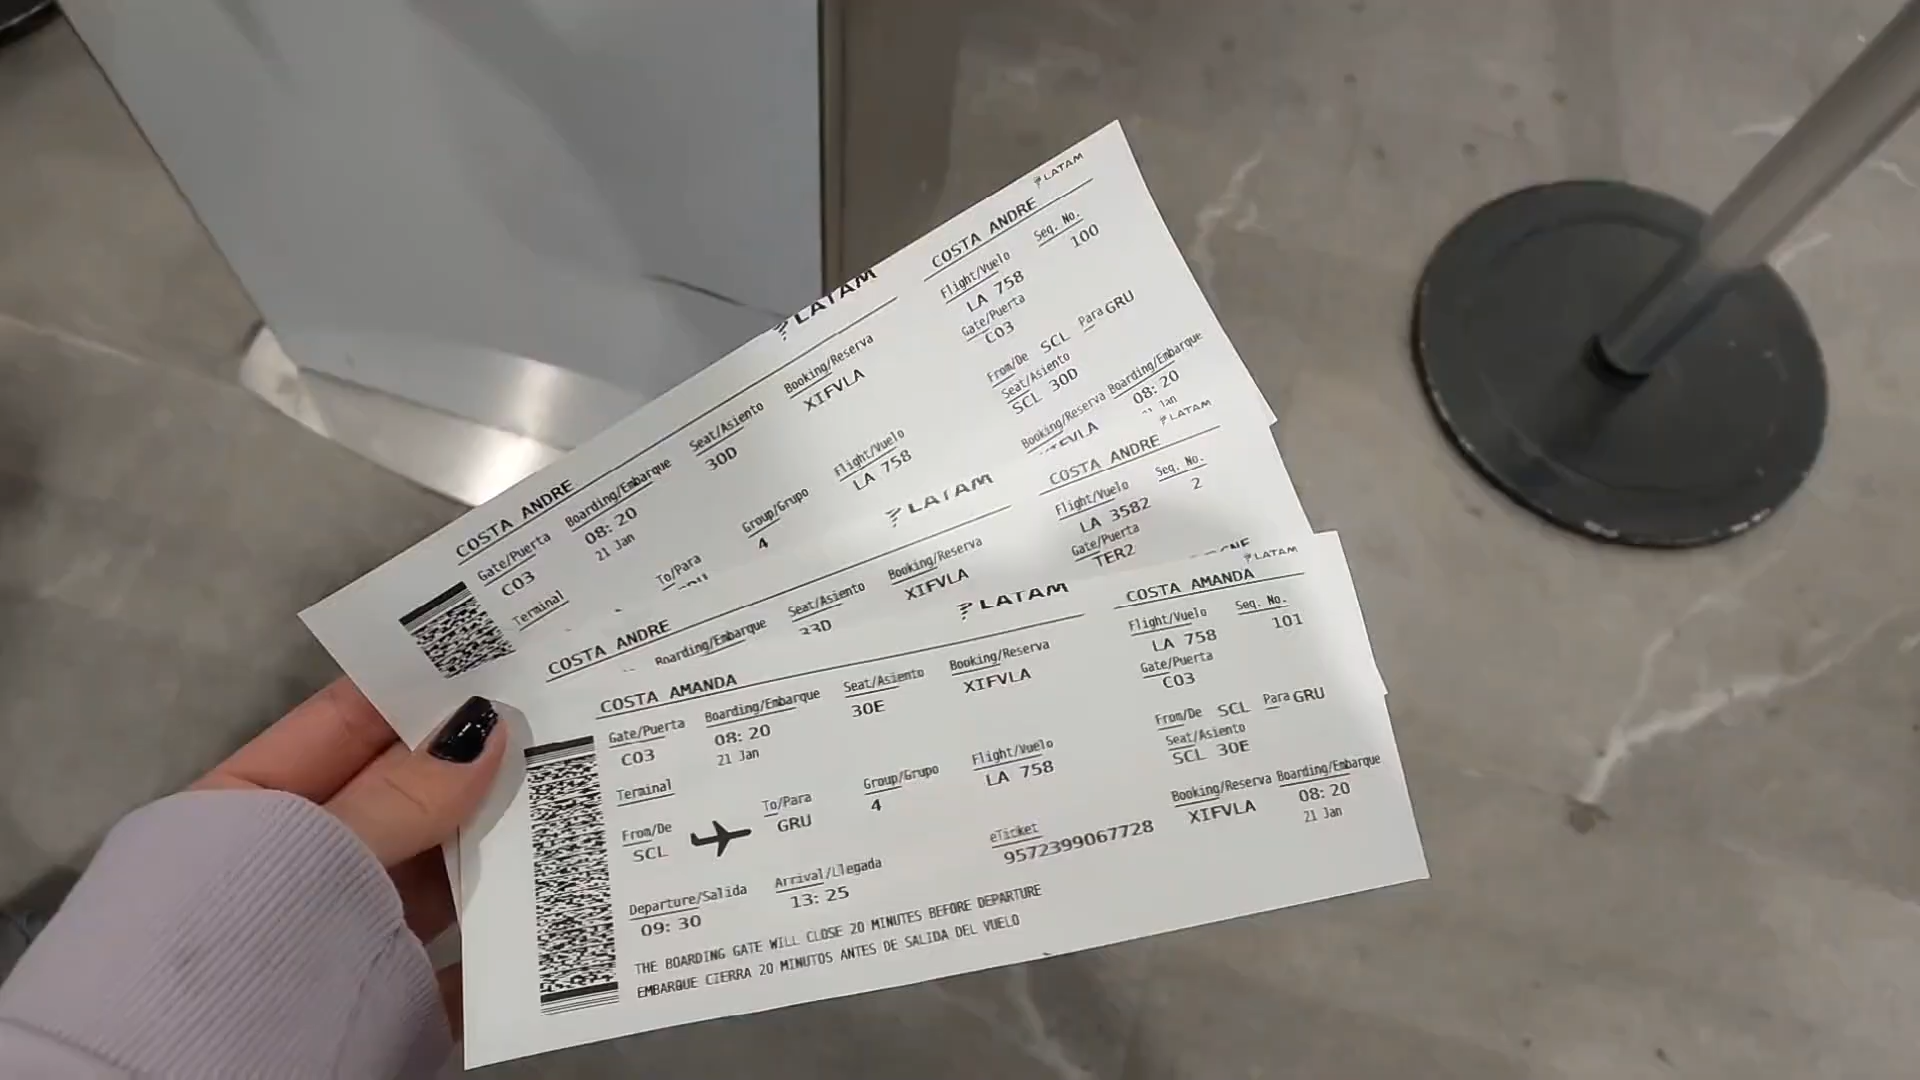 LATAM
COSTA ANDRE
Gate/Puerta Boarding/Embarque Seat/Asiento Booking/Reserva
C03 08:20 30D XIFVLA
21 Jan
Terminal To/Para Group/Grupo Flight/Vuelo
4 LA 758
LATAM
COSTA ANDRE
Flight/Vuelo Seq. No.
LA 758 100
Gate/Puerta
C03
From/De SCL Para GRU
Seat/Asiento
SCL 30D
Booking/Reserva Boarding/Embarque
08:20
Jan
LATAM
COSTA ANDRE
Boarding/Embarque Seat/Asiento Booking/Reserva
XIFVLA
LATAM
COSTA ANDRE
Flight/Vuelo Seq. No.
LA 3582 2
Gate/Puerta
TER2
LATAM
COSTA AMANDA
Gate/Puerta Boarding/Embarque Seat/Asiento Booking/Reserva
C03 08:20 30E XIFVLA
21 Jan
Terminal
From/De To/Para Group/Grupo Flight/Vuelo
SCL GRU 4 LA 758
Departure/Salida Arrival/Llegada eTicket
09:30 13:25 9572399067728
THE BOARDING GATE WILL CLOSE 20 MINUTES BEFORE DEPARTURE
EMBARQUE CIERRA 20 MINUTOS ANTES DE SALIDA DEL VUELO
LATAM
COSTA AMANDA
Flight/Vuelo Seq. No.
LA 758 101
Gate/Puerta
C03
From/De SCL Para GRU
Seat/Asiento
SCL 30E
Booking/Reserva Boarding/Embarque
XIFVLA 08:20
21 Jan